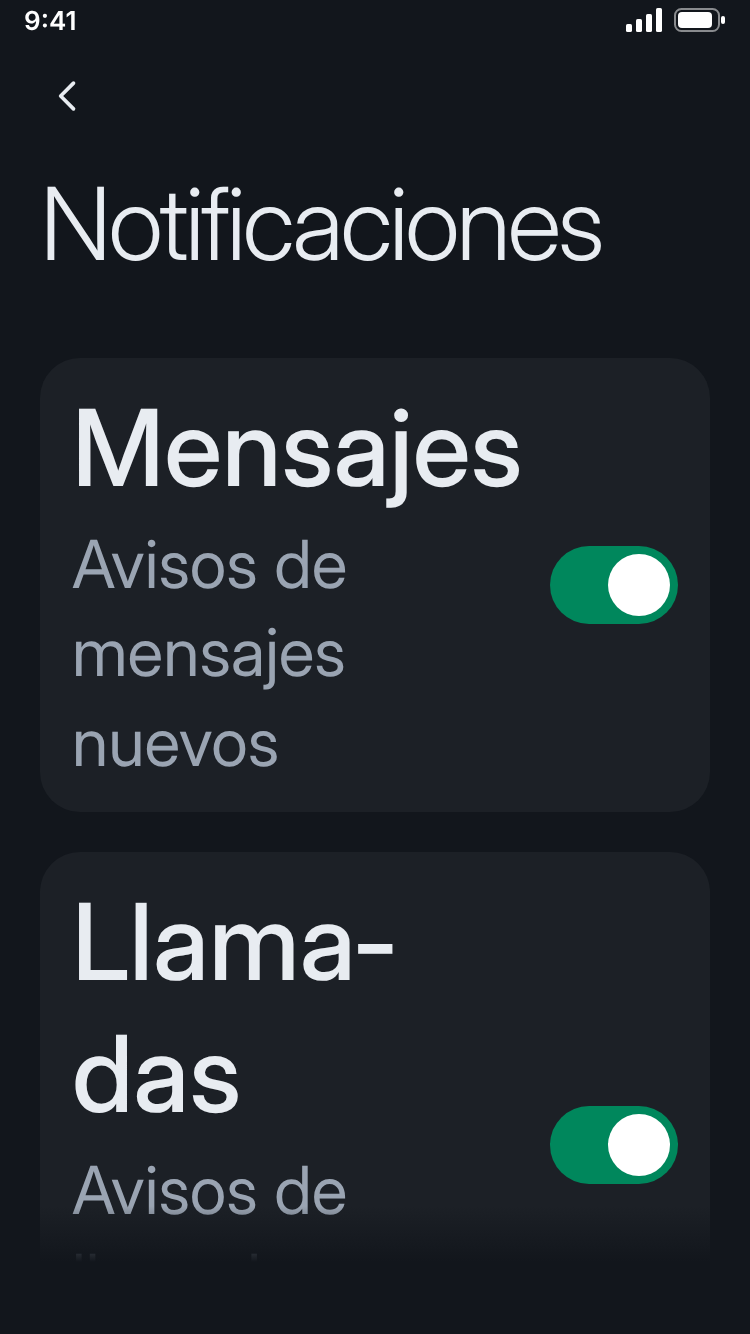 9:41
Notificaciones
Mensajes
Avisos de
mensajes
nuevos
Llama-
das
Avisos de